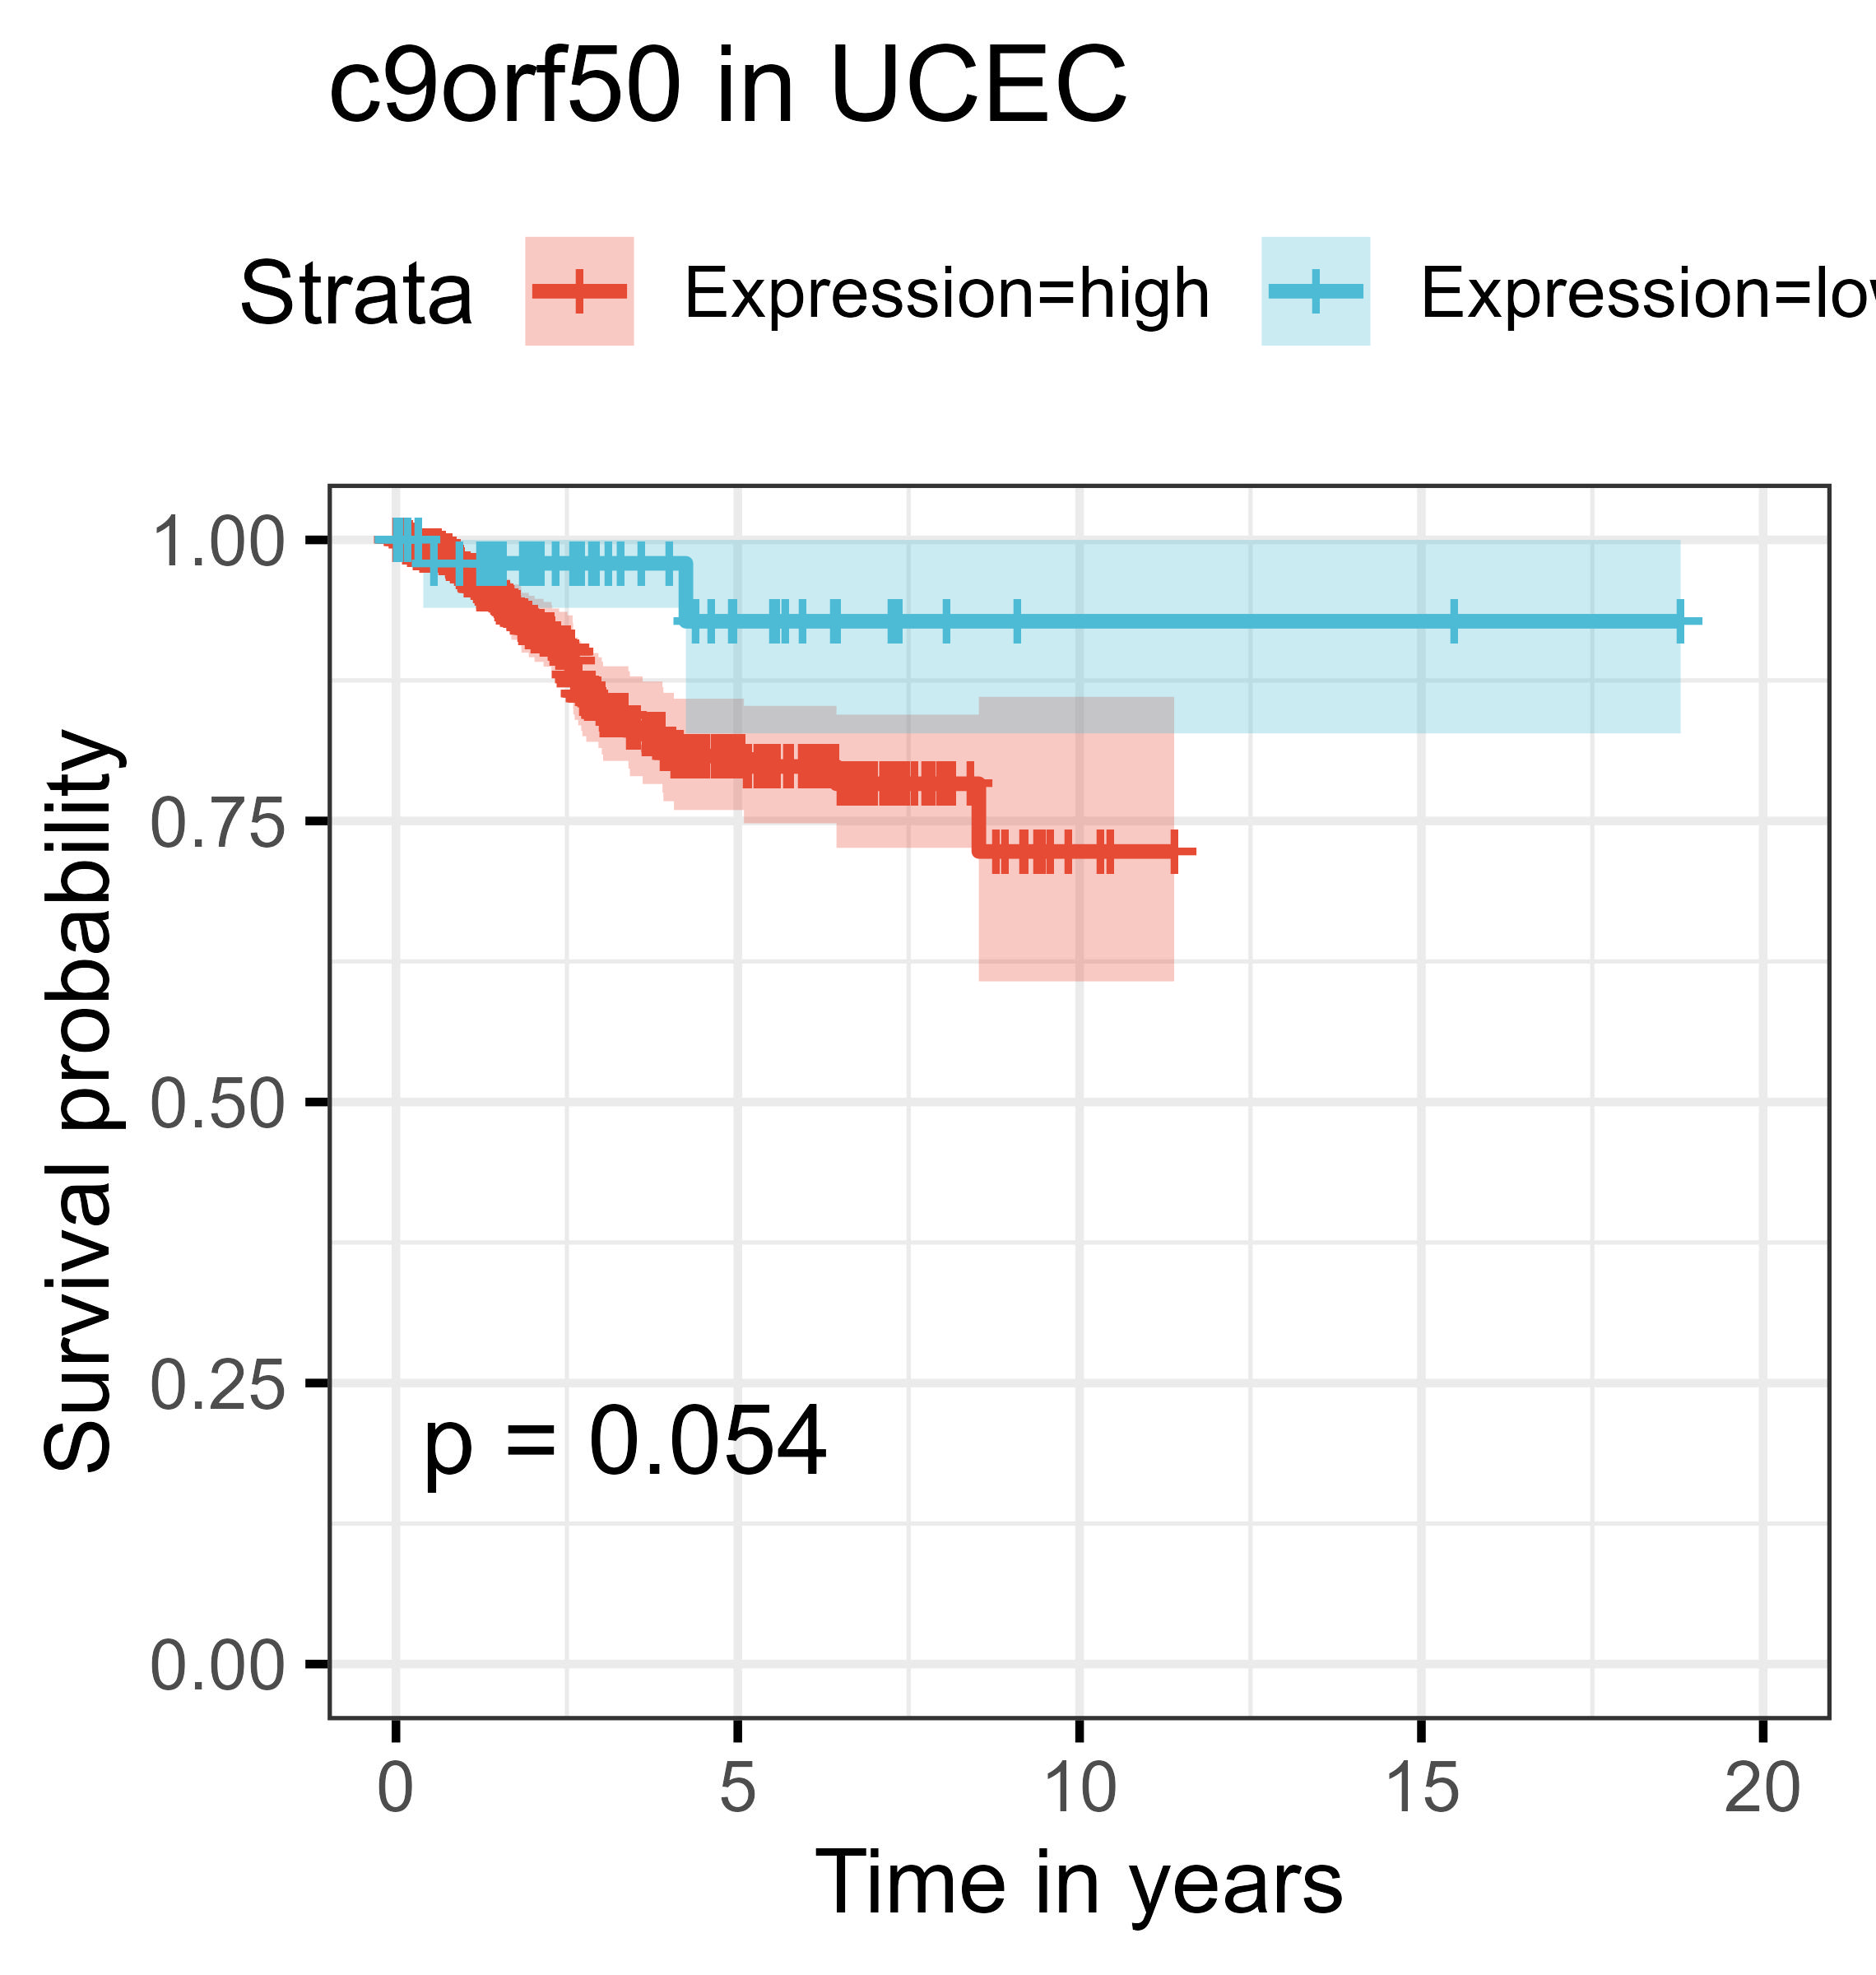 c9orf50 in UCEC
Strata Expression=high Expression=lo
1.00
0.75
0.50
0.25
0.00
Survival probability
p = 0.054
0 5 10 15 20
Time in years